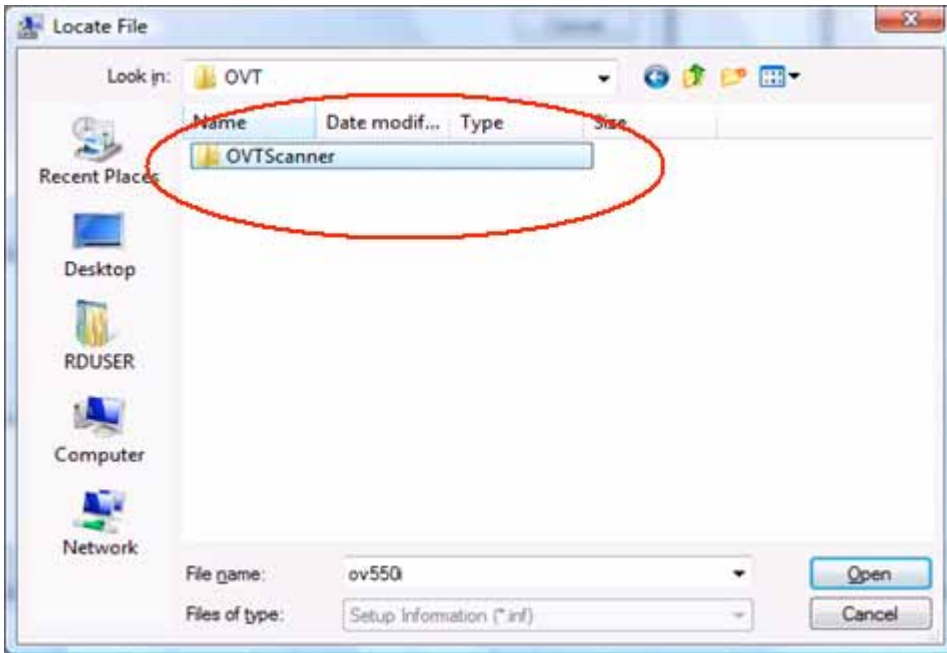 Locate File
Look in: OVT
Name Date modif... Type Size
OVTScanner
Recent Places
Desktop
RDUSER
Computer
Network
File name: ov550i Open
Files of type: Setup Information (*.inf) Cancel